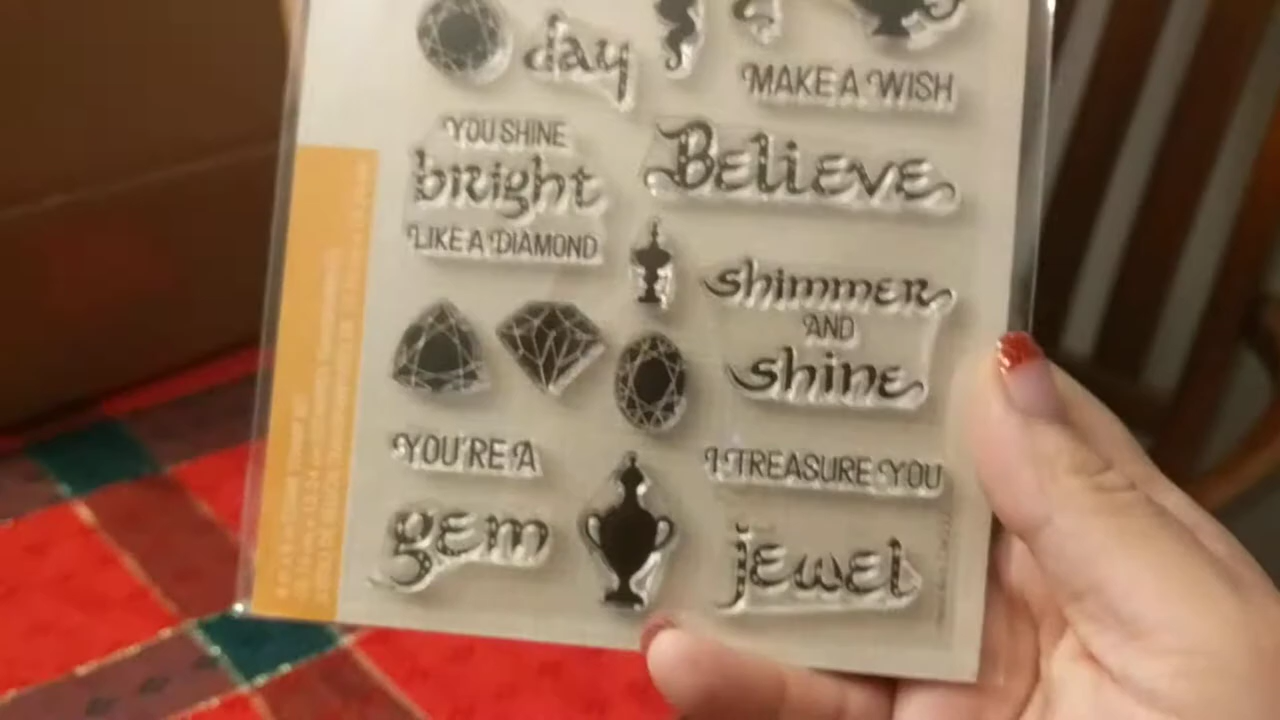 day
MAKE A WISH
YOU SHINE
bright
LIKE A DIAMOND
BELIEVE
shimmer
AND
shine
YOU'RE A
gem
I TREASURE YOU
jewel